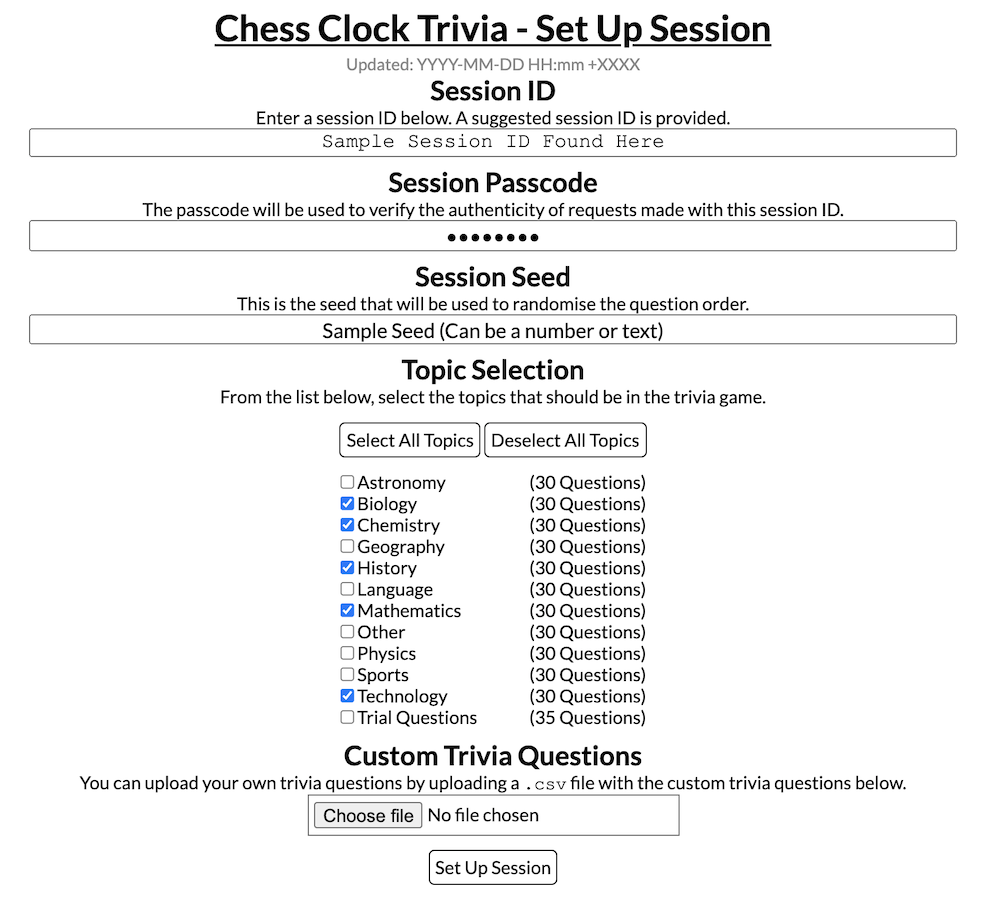 Chess Clock Trivia - Set Up Session
Updated: YYYY-MM-DD HH:mm +XXXX
Session ID
Enter a session ID below. A suggested session ID is provided.
Sample Session ID Found Here
Session Passcode
The passcode will be used to verify the authenticity of requests made with this session ID.
••••••••
Session Seed
This is the seed that will be used to randomise the question order.
Sample Seed (Can be a number or text)
Topic Selection
From the list below, select the topics that should be in the trivia game.
Select All Topics Deselect All Topics
Astronomy (30 Questions)
Biology (30 Questions)
Chemistry (30 Questions)
Geography (30 Questions)
History (30 Questions)
Language (30 Questions)
Mathematics (30 Questions)
Other (30 Questions)
Physics (30 Questions)
Sports (30 Questions)
Technology (30 Questions)
Trial Questions (35 Questions)
Custom Trivia Questions
You can upload your own trivia questions by uploading a .csv file with the custom trivia questions below.
Choose file No file chosen
Set Up Session